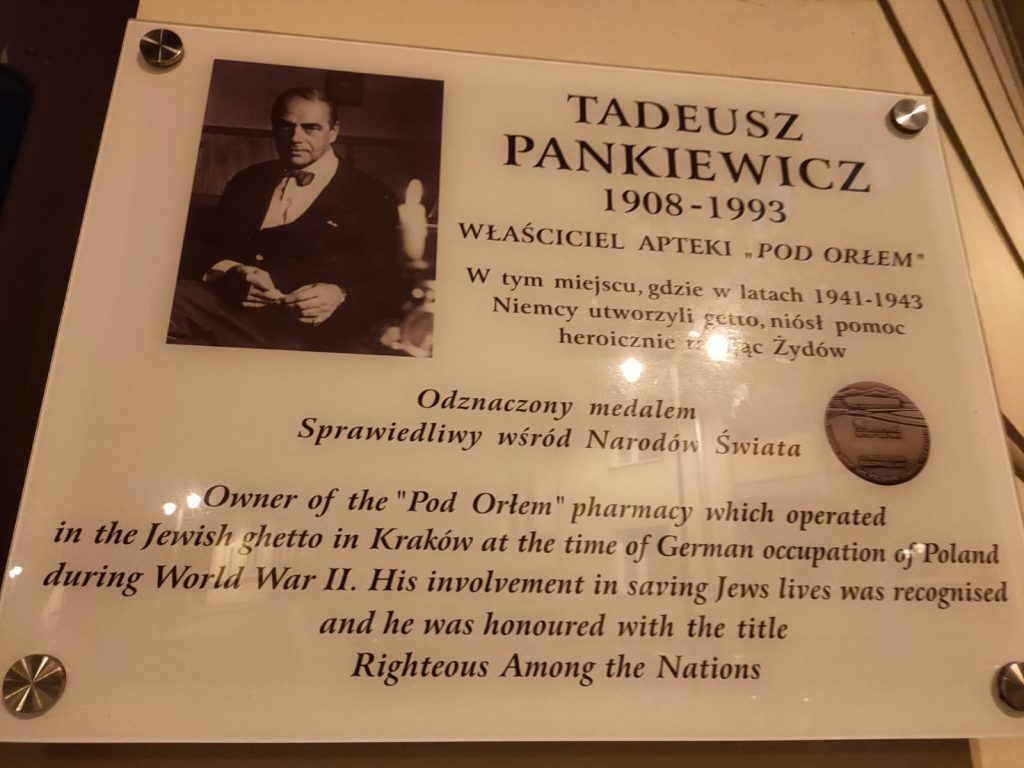 TADEUSZ
PANKIEWICZ
1908-1993
WŁAŚCICIEL APTEKI „POD ORŁEM"
W tym miejscu, gdzie w latach 1941-1943
Niemcy utworzyli getto, niósł pomoc
heroicznie Żydów
Odznaczony medalem
Sprawiedliwy wśród Narodów Świata
Owner of the "Pod Orłem" pharmacy which operated
in the Jewish ghetto in Kraków at the time of German occupation of Poland
during World War II. His involvement in saving Jews lives was recognised
and he was honoured with the title
Righteous Among the Nations